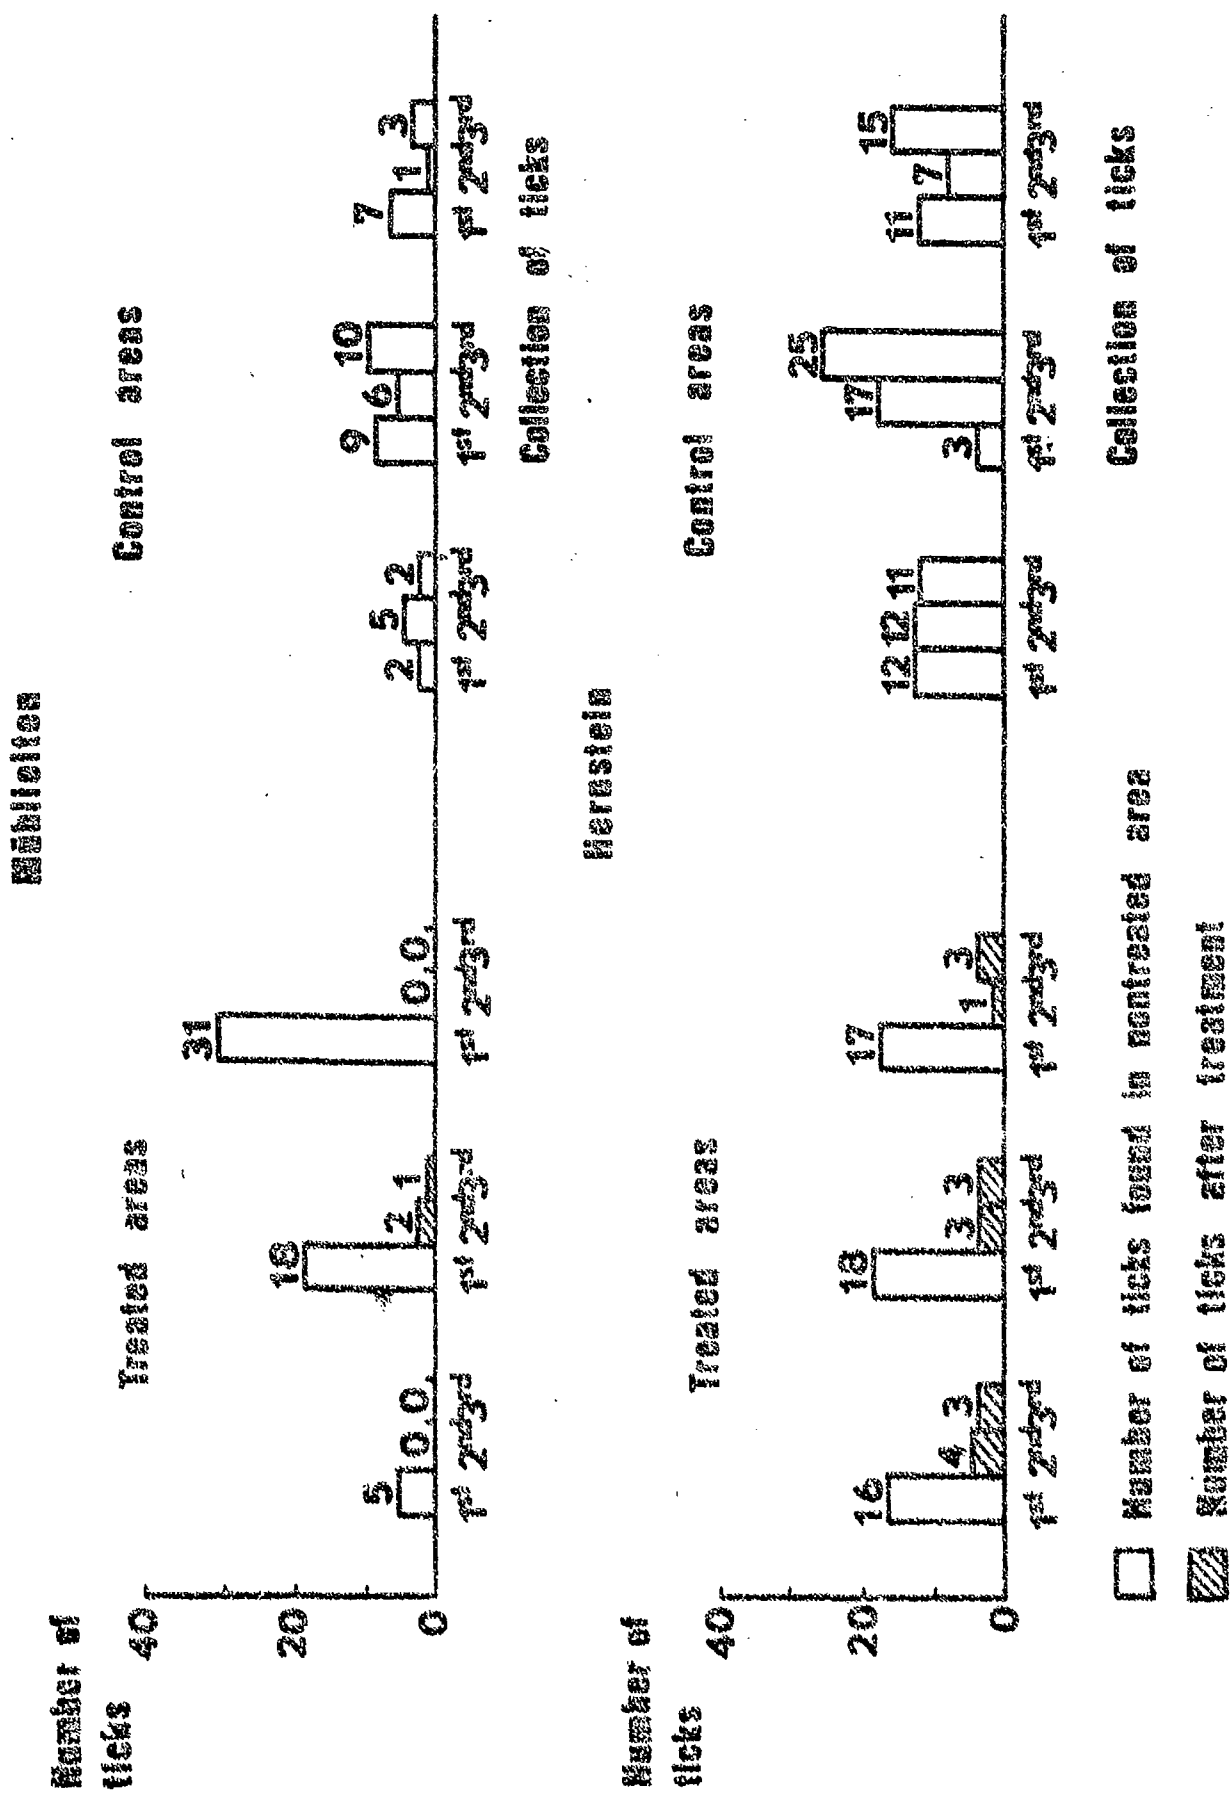 Mühlleiten
Number of
ticks
Treated areas
Control areas
40
20
0
5 0 0
18 2 1
31 0 0
2 5 2
9 6 10
7 1 3
1st 2nd 3rd
1st 2nd 3rd
1st 2nd 3rd
1st 2nd 3rd
1st 2nd 3rd
1st 2nd 3rd
Collection of ticks
Hernstein
Number of
ticks
Treated areas
Control areas
40
20
0
16 4 3
18 3 3
17 1 3
12 12 11
3 17 25
11 7 15
1st 2nd 3rd
1st 2nd 3rd
1st 2nd 3rd
1st 2nd 3rd
1st 2nd 3rd
1st 2nd 3rd
Collection of ticks
Number of ticks found in nontreated area
Number of ticks after treatment